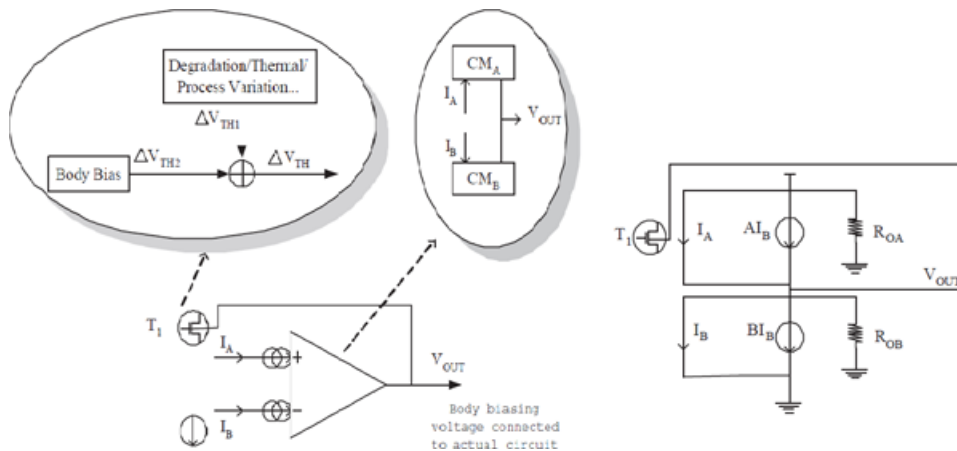 Degradation/Thermal/
Process Variation...
ΔV_TH1
ΔV_TH2
ΔV_TH
Body Bias
CM_A
I_A
V_OUT
I_B
CM_B
T_1
I_A
+
V_OUT
−
I_B
Body biasing
voltage connected
to actual circuit
T_1
I_A
AI_B
R_OA
V_OUT
I_B
BI_B
R_OB